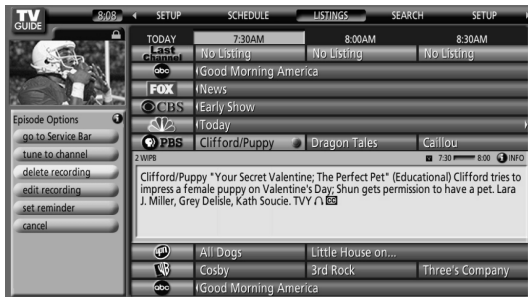 TV GUIDE
8:08
SETUP SCHEDULE LISTINGS SEARCH SETUP
TODAY 7:30AM 8:00AM 8:30AM
Last Channel No Listing No Listing No Listing
abc Good Morning America
FOX News
CBS Early Show
Today
PBS Clifford/Puppy Dragon Tales Caillou
2 WIPB 7:30 8:00 i INFO
Clifford/Puppy "Your Secret Valentine; The Perfect Pet" (Educational) Clifford tries to
impress a female puppy on Valentine's Day; Shun gets permission to have a pet. Lara
J. Miller, Grey Delisle, Kath Soucie. TVY CC
Episode Options i
go to Service Bar
tune to channel
delete recording
edit recording
set reminder
cancel
upn All Dogs Little House on...
WB Cosby 3rd Rock Three's Company
abc Good Morning America